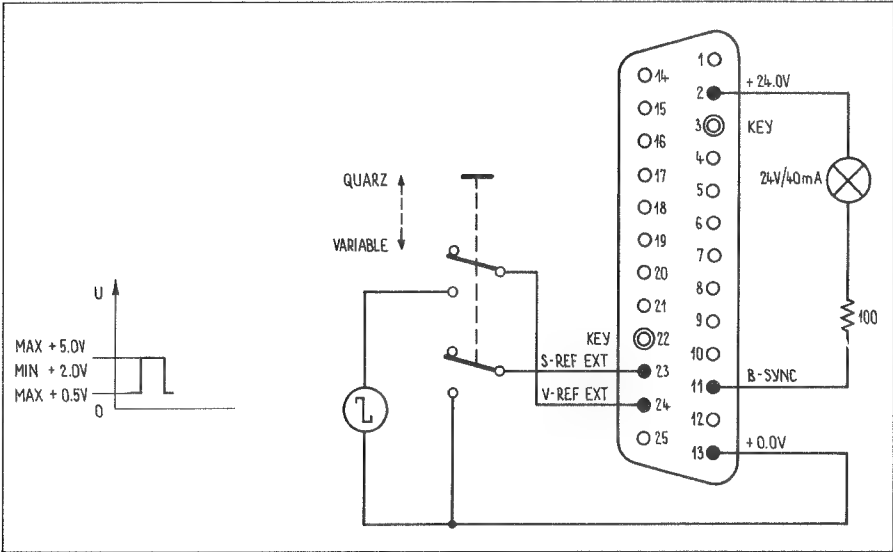 QUARZ
VARIABLE
U
MAX + 5.0V
MIN + 2.0V
MAX + 0.5V
0
1
14
2
+ 24.0V
15
3
KEY
16
4
24V/40mA
17
5
18
6
19
7
20
8
21
9
100
KEY
22
10
S-REF EXT
23
11
B-SYNC
V-REF EXT
24
12
25
13
+ 0.0V